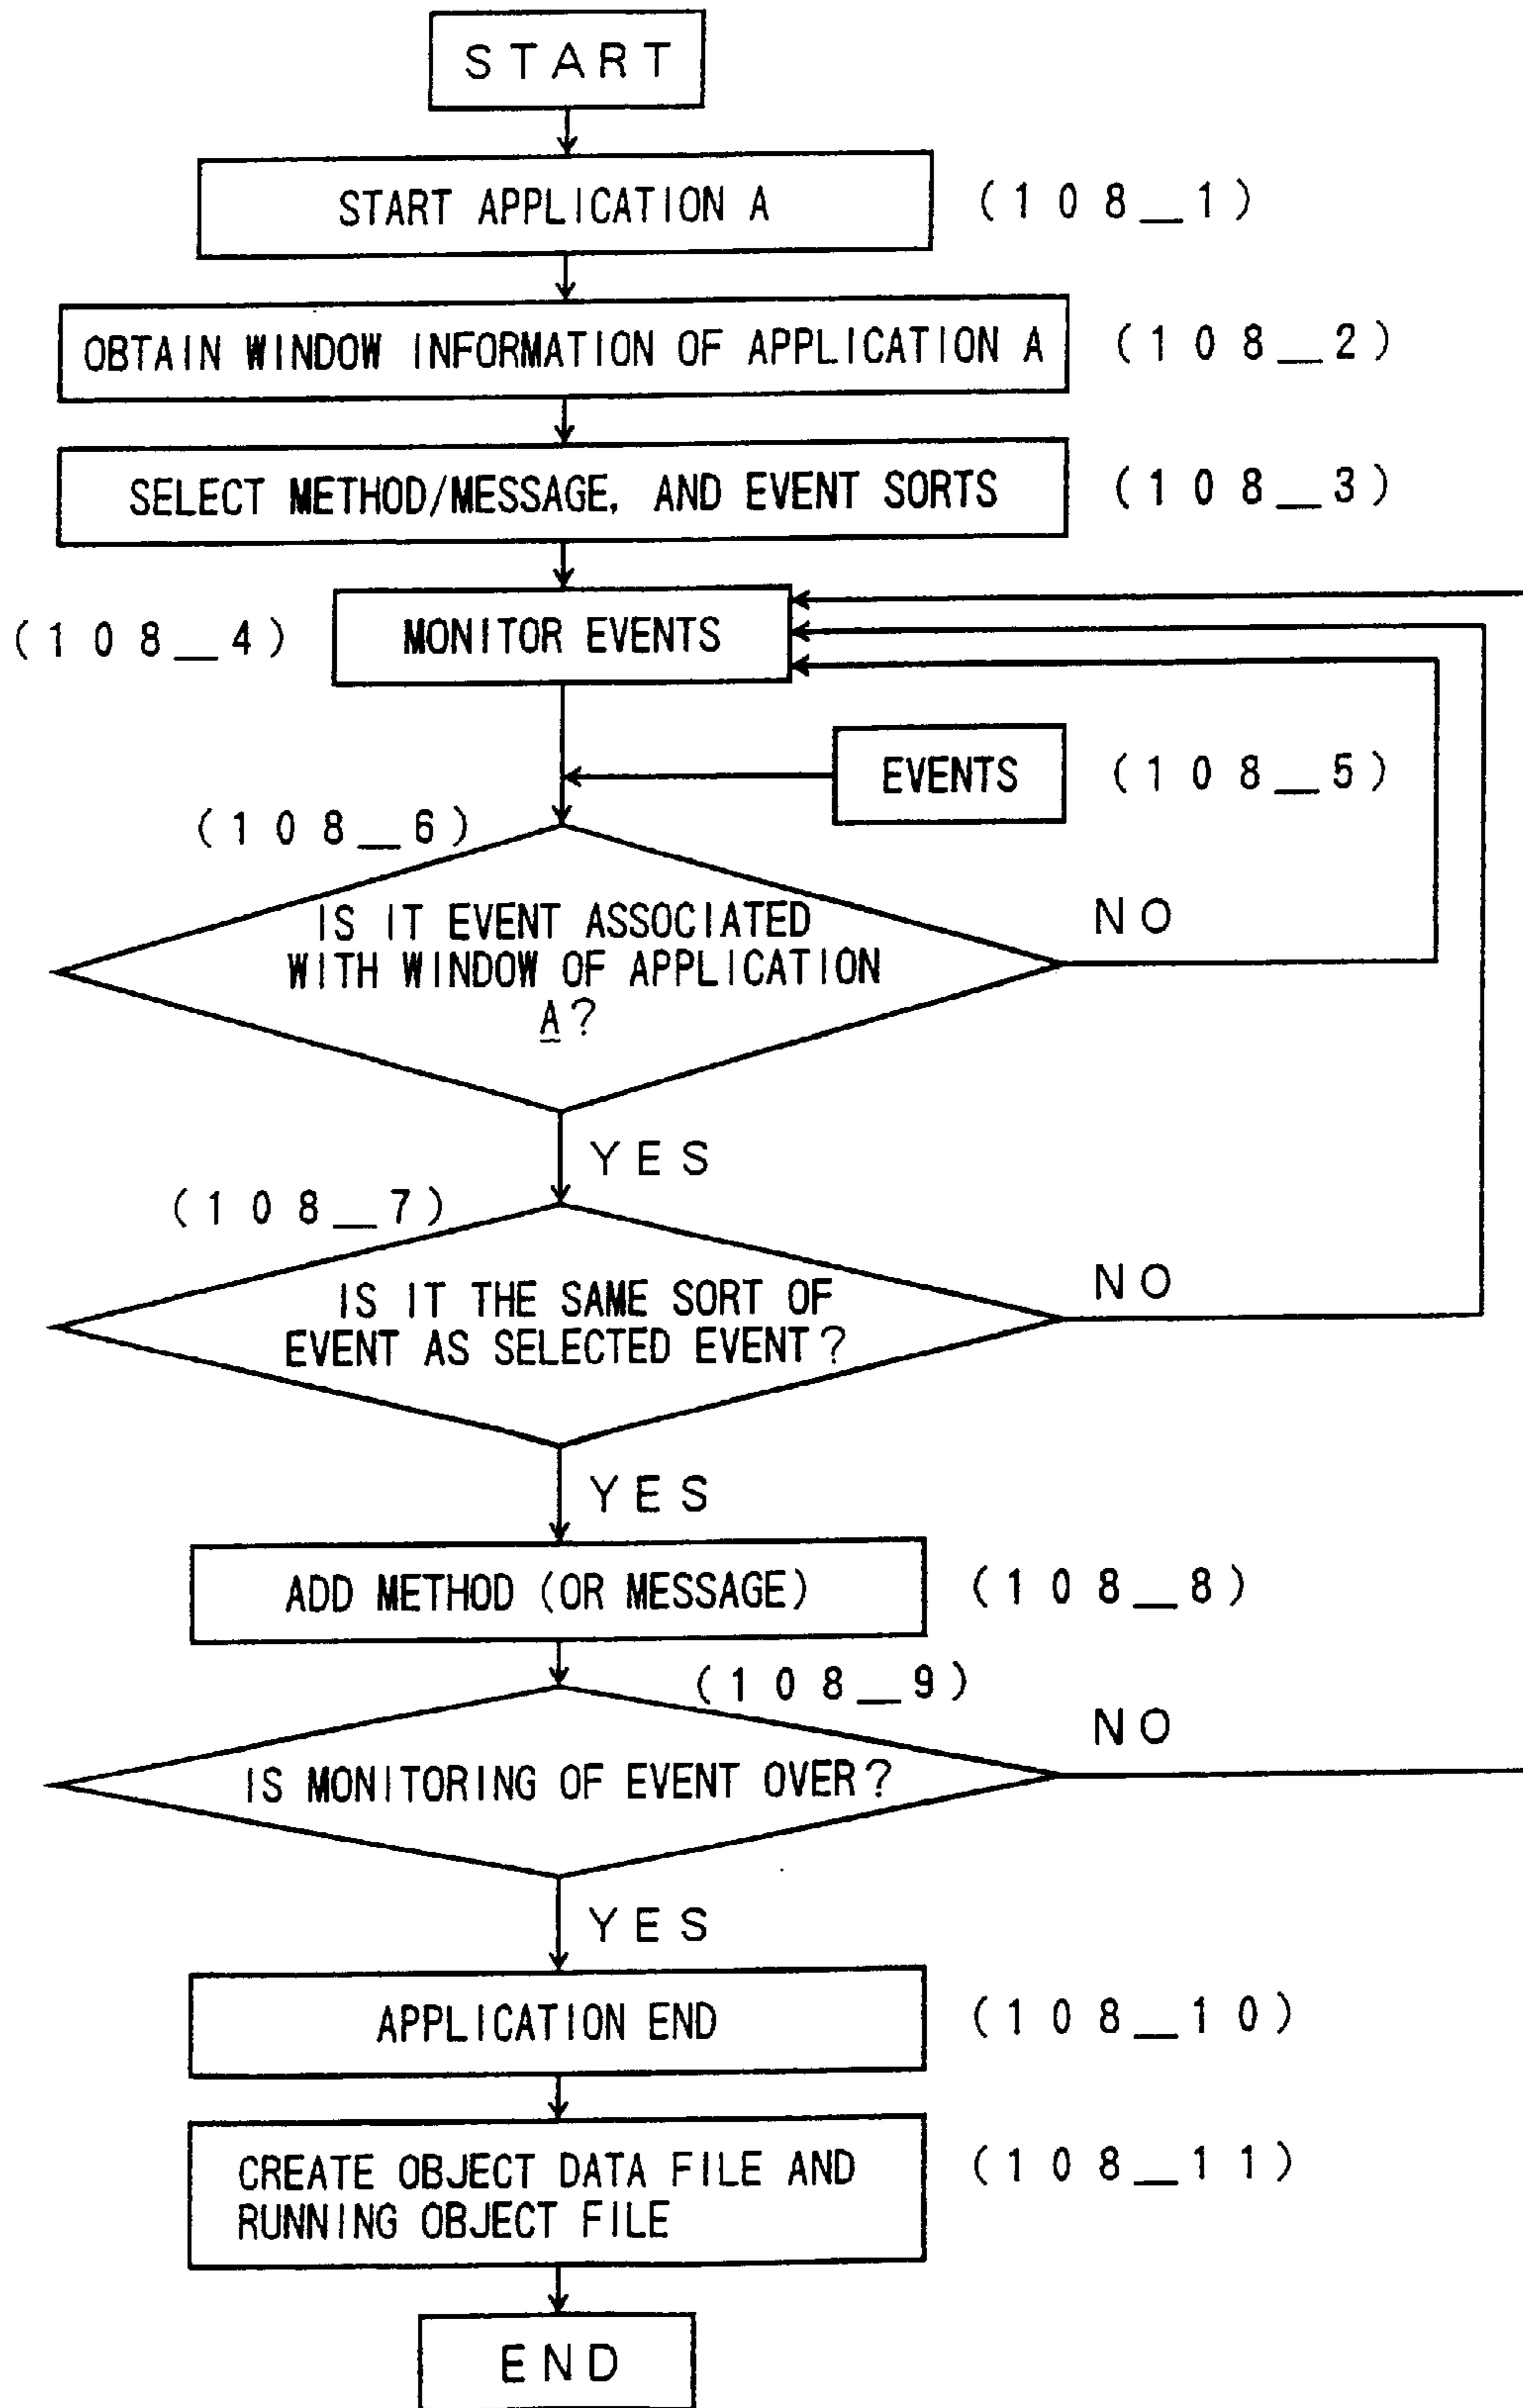 START
START APPLICATION A
(108_1)
OBTAIN WINDOW INFORMATION OF APPLICATION A
(108_2)
SELECT METHOD/MESSAGE, AND EVENT SORTS
(108_3)
(108_4)
MONITOR EVENTS
EVENTS
(108_5)
(108_6)
IS IT EVENT ASSOCIATED
WITH WINDOW OF APPLICATION
A?
NO
YES
(108_7)
IS IT THE SAME SORT OF
EVENT AS SELECTED EVENT?
NO
YES
ADD METHOD (OR MESSAGE)
(108_8)
(108_9)
IS MONITORING OF EVENT OVER?
NO
YES
APPLICATION END
(108_10)
CREATE OBJECT DATA FILE AND
RUNNING OBJECT FILE
(108_11)
END